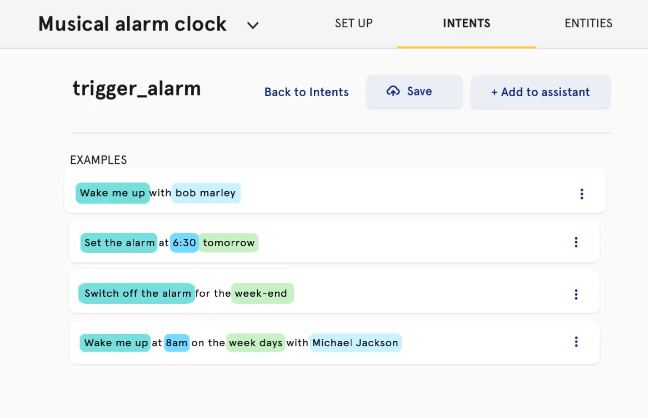 Musical alarm clock
SET UP
INTENTS
ENTITIES
trigger_alarm
Back to Intents
Save
+ Add to assistant
EXAMPLES
Wake me up with bob marley
Set the alarm at 6:30 tomorrow
Switch off the alarm for the week-end
Wake me up at 8am on the week days with Michael Jackson